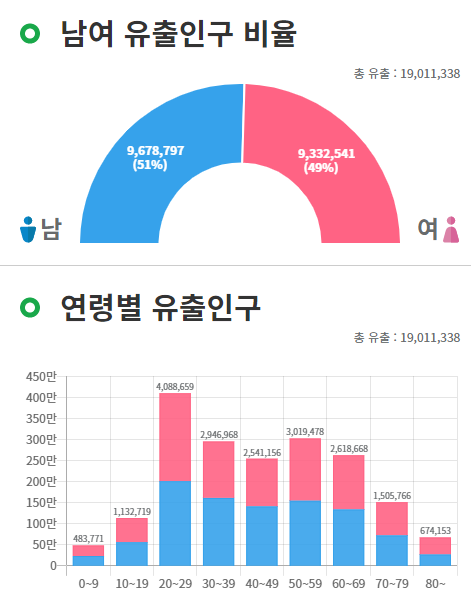 남여 유출인구 비율
총 유출 : 19,011,338
9,678,797
(51%)
9,332,541
(49%)
남
여
연령별 유출인구
총 유출 : 19,011,338
450만
400만
350만
300만
250만
200만
150만
100만
50만
0
483,771
1,132,719
4,088,659
2,946,968
2,541,156
3,019,478
2,618,668
1,505,766
674,153
0~9
10~19
20~29
30~39
40~49
50~59
60~69
70~79
80~